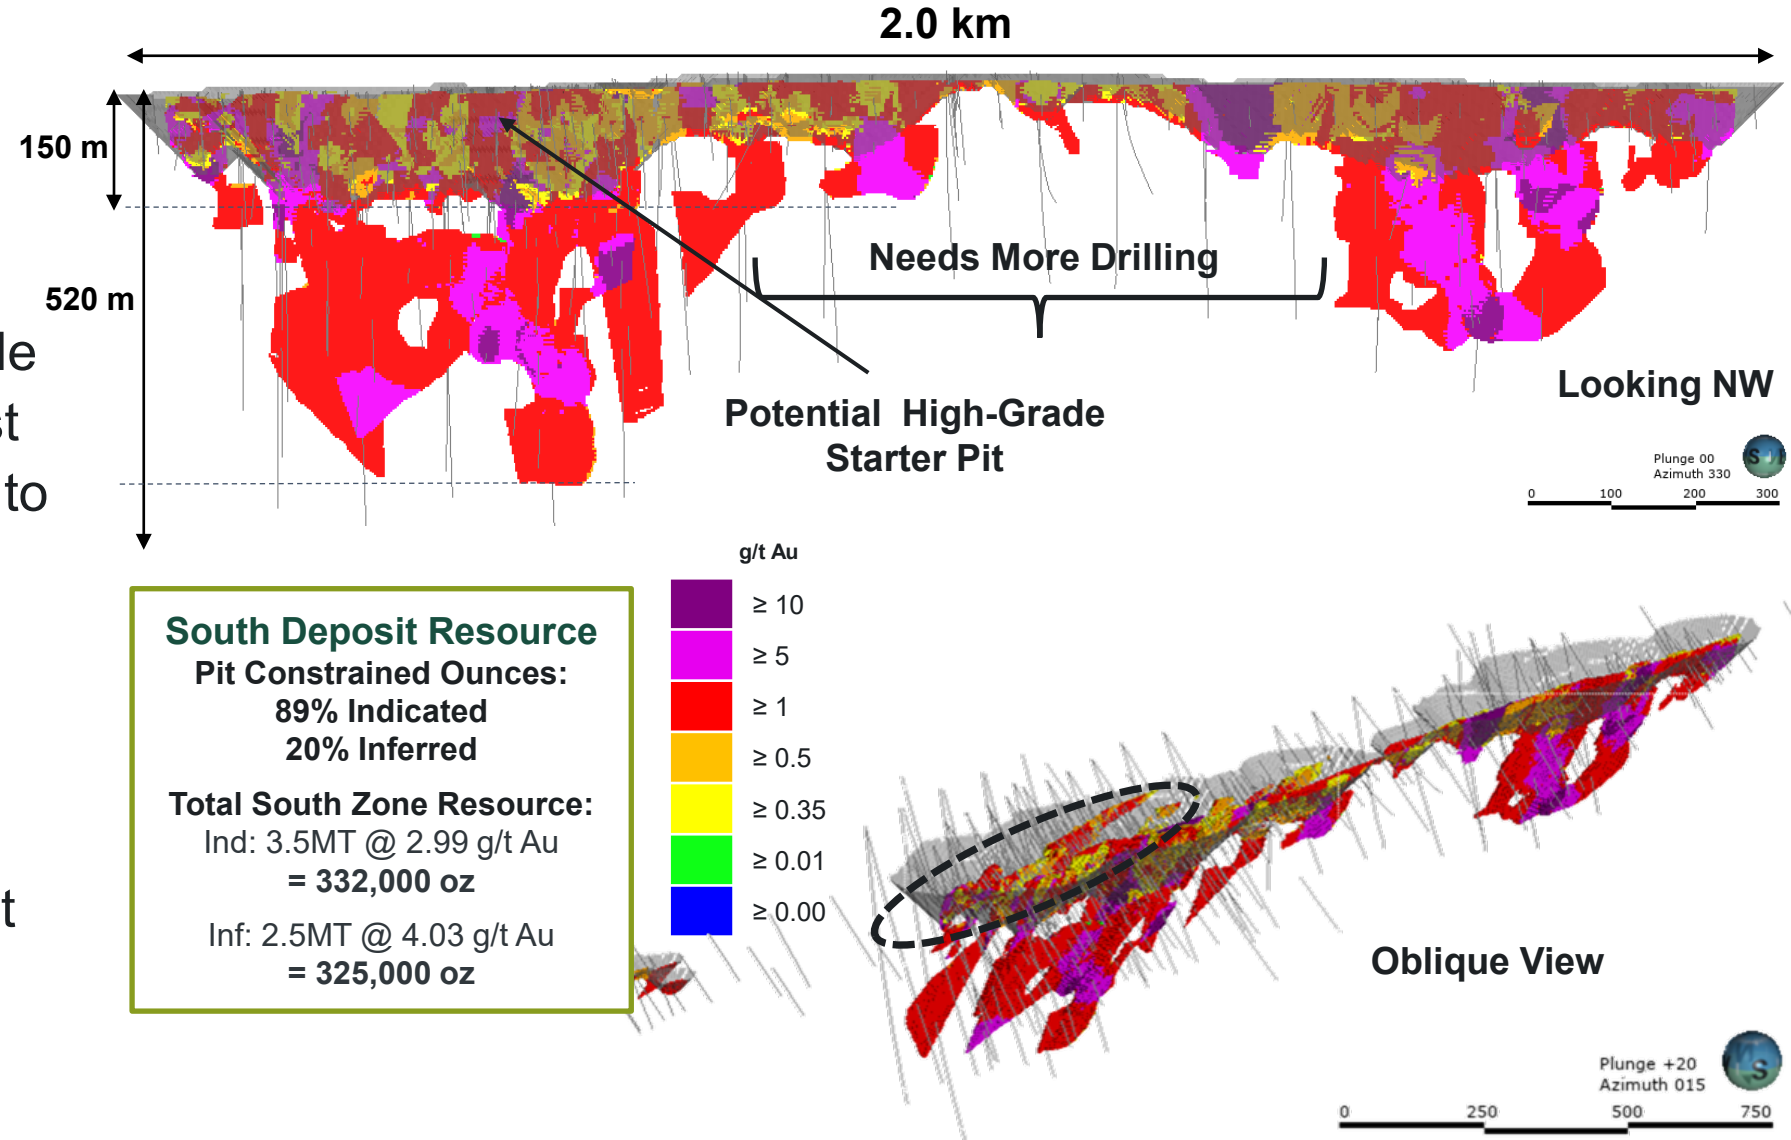 2.0 km
150 m
520 m
Needs More Drilling
Potential High-Grade
Starter Pit
Looking NW
Plunge 00
Azimuth 330
0 100 200 300
le
st
to
t
South Deposit Resource
Pit Constrained Ounces:
89% Indicated
20% Inferred
Total South Zone Resource:
Ind: 3.5MT @ 2.99 g/t Au
= 332,000 oz
Inf: 2.5MT @ 4.03 g/t Au
= 325,000 oz
g/t Au
≥ 10
≥ 5
≥ 1
≥ 0.5
≥ 0.35
≥ 0.01
≥ 0.00
Oblique View
Plunge +20
Azimuth 015
S
0 250 500 750